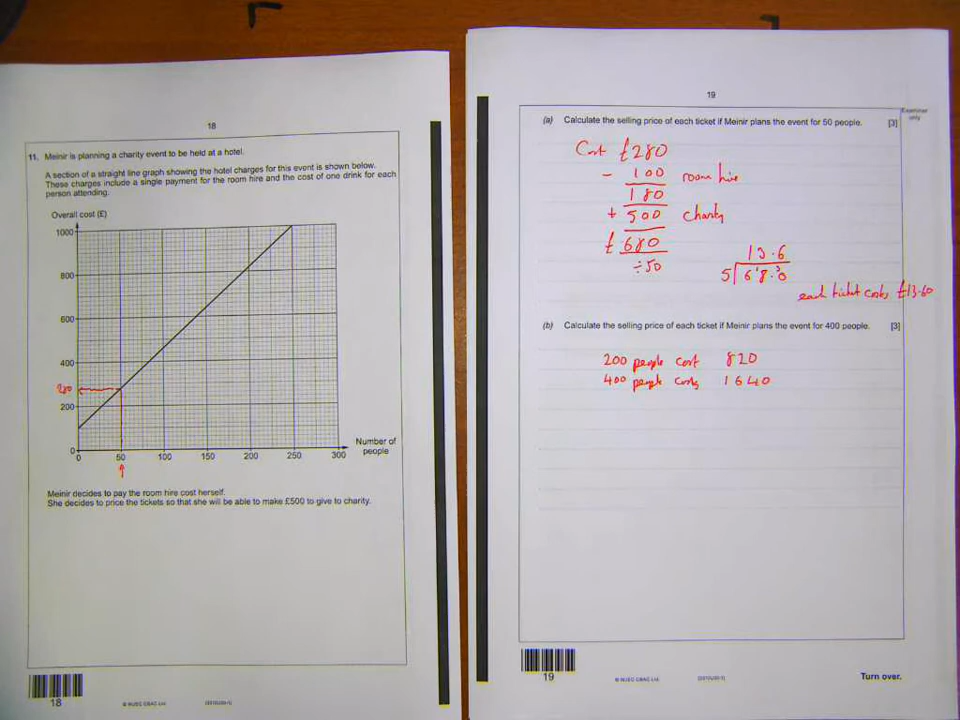 18
11. Meinir is planning a charity event to be held at a hotel.
A section of a straight line graph showing the hotel charges for this event is shown below.
These charges include a single payment for the room hire and the cost of one drink for each
person attending.
Overall cost (£)
1000
800
600
400
280
200
0
0 50 100 150 200 250 300
Number of
people
Meinir decides to pay the room hire cost herself.
She decides to price the tickets so that she will be able to make £500 to give to charity.
18
© WJEC CBAC Ltd.
19
Examiner
only
(a) Calculate the selling price of each ticket if Meinir plans the event for 50 people. [3]
Cost £280
- 100 room hire
180
+ 500 charity
£ 680
÷ 50
13.6
5 6 8.0
each ticket costs £13.60
(b) Calculate the selling price of each ticket if Meinir plans the event for 400 people. [3]
200 people cost 820
400 people costs 1640
19
© WJEC CBAC Ltd.
Turn over.